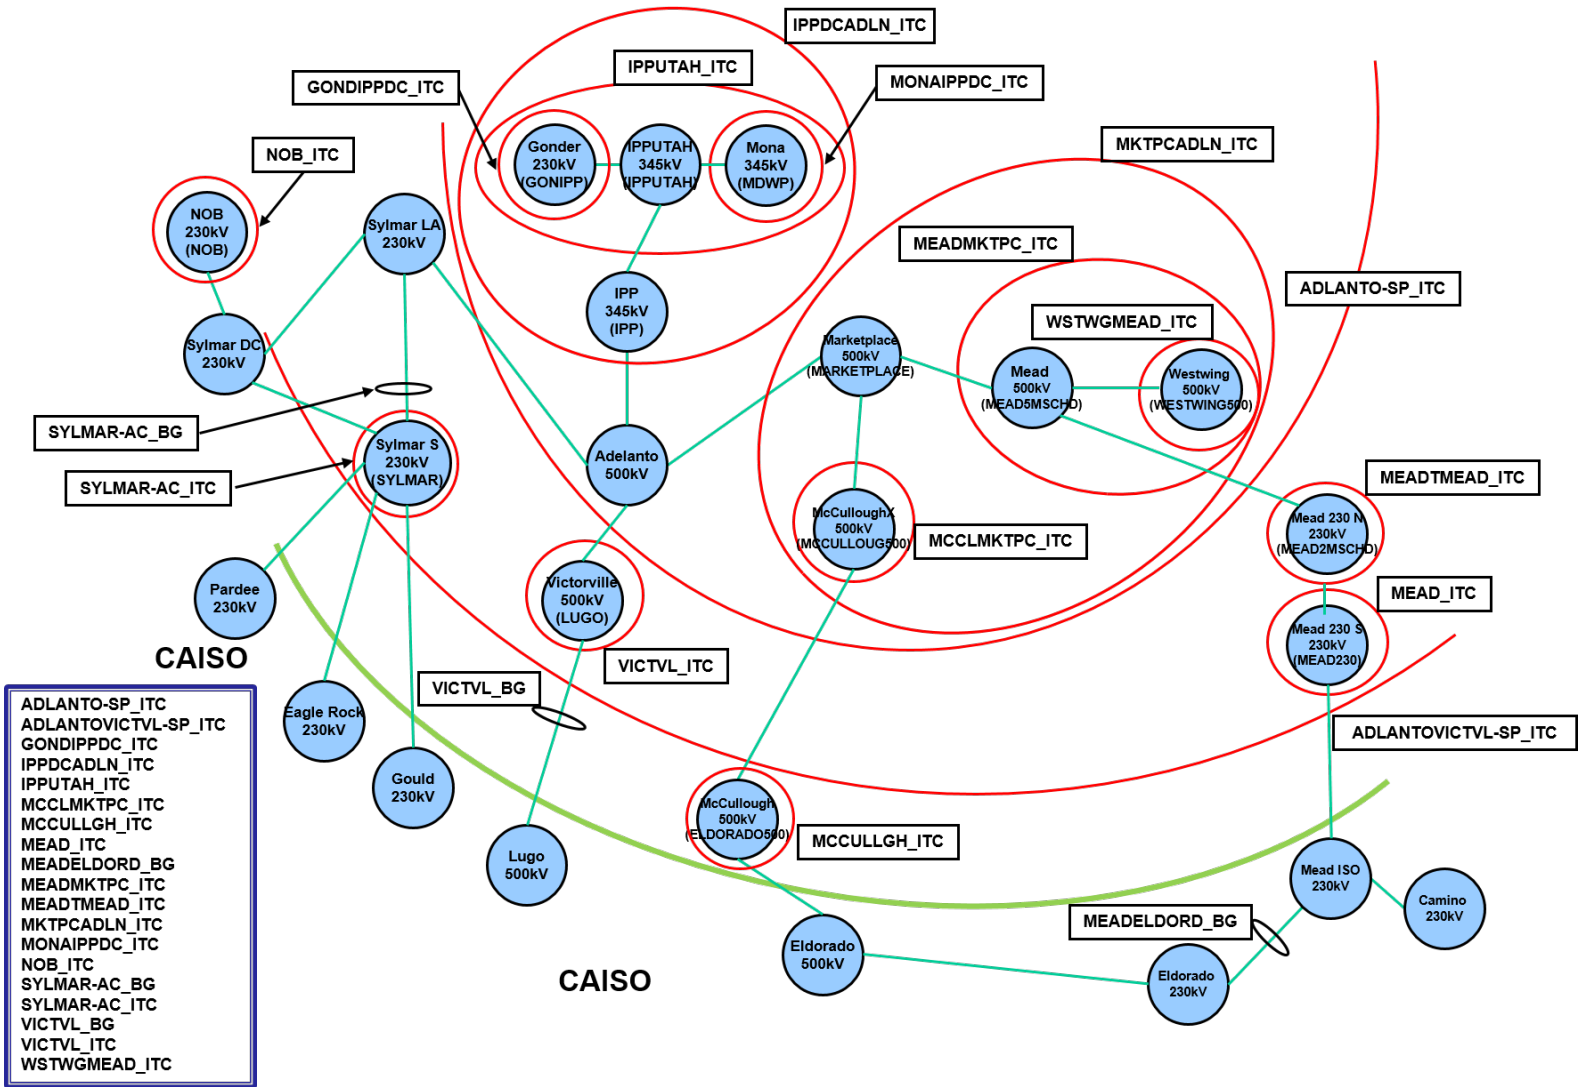 IPPDCADLN_ITC
IPPUTAH_ITC
GONDIPPDC_ITC
MONAIPPDC_ITC
NOB_ITC
MKTPCADLN_ITC
Gonder
230kV
(GONIPP)
IPPUTAH
345kV
(IPPUTAH)
Mona
345kV
(MDWP)
NOB
230kV
(NOB)
Sylmar LA
230kV
MEADMKTPC_ITC
ADLANTO-SP_ITC
IPP
345kV
(IPP)
WSTWGMEAD_ITC
Sylmar DC
230kV
Marketplace
500kV
(MARKETPLACE)
Mead
500kV
(MEAD5MSCHD)
Westwing
500kV
(WESTWING500)
SYLMAR-AC_BG
SYLMAR-AC_ITC
Sylmar S
230kV
(SYLMAR)
Adelanto
500kV
MEADTMEAD_ITC
McCulloughX
500kV
(MCCULLOUG500)
MCCLMKTPC_ITC
Mead 230 N
230kV
(MEAD2MSCHD)
Pardee
230kV
Victorville
500kV
(LUGO)
MEAD_ITC
Mead 230 S
230kV
(MEAD230)
CAISO
VICTVL_ITC
VICTVL_BG
Eagle Rock
230kV
ADLANTOVICTVL-SP_ITC
Gould
230kV
McCullough
500kV
(ELDORADO500)
MCCULLGH_ITC
Lugo
500kV
Mead ISO
230kV
Camino
230kV
MEADELDORD_BG
Eldorado
500kV
Eldorado
230kV
CAISO
ADLANTO-SP_ITC
ADLANTOVICTVL-SP_ITC
GONDIPPDC_ITC
IPPDCADLN_ITC
IPPUTAH_ITC
MCCLMKTPC_ITC
MCCULLGH_ITC
MEAD_ITC
MEADELDORD_BG
MEADMKTPC_ITC
MEADTMEAD_ITC
MKTPCADLN_ITC
MONAIPPDC_ITC
NOB_ITC
SYLMAR-AC_BG
SYLMAR-AC_ITC
VICTVL_BG
VICTVL_ITC
WSTWGMEAD_ITC